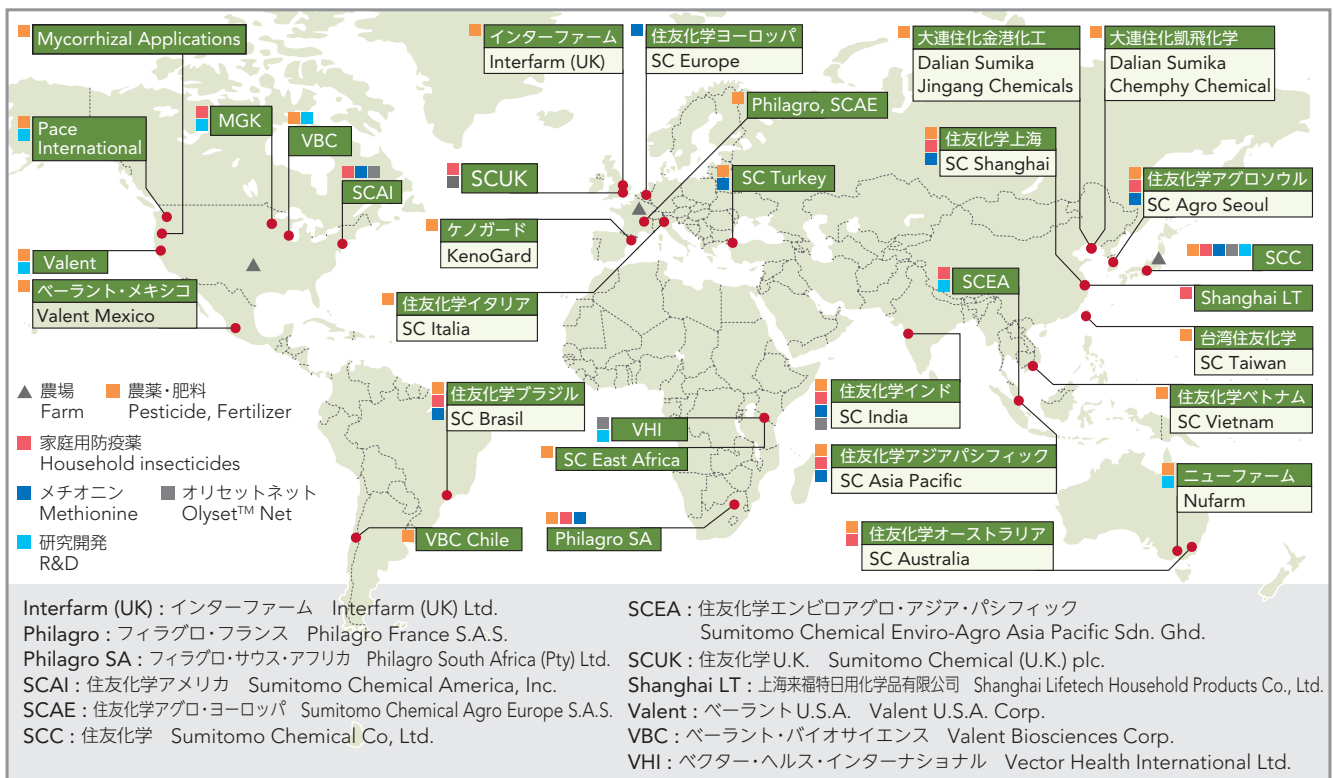 Mycorrhizal Applications
インターファーム
Interfarm (UK)
住友化学ヨーロッパ
SC Europe
大連住化金港化工
Dalian Sumika
Jingang Chemicals
大連住化凱飛化学
Dalian Sumika
Chemphy Chemical
Philagro, SCAE
Pace
International
MGK
VBC
SCAI
SCUK
SC Turkey
住友化学上海
SC Shanghai
住友化学アグロソウル
SC Agro Seoul
ケノガード
KenoGard
Valent
SCEA
SCC
ベーラント・メキシコ
Valent Mexico
住友化学イタリア
SC Italia
Shanghai LT
台湾住友化学
SC Taiwan
農場
Farm
農薬・肥料
Pesticide, Fertilizer
家庭用防疫薬
Household insecticides
メチオニン
Methionine
オリセットネット
Olyset™ Net
研究開発
R&D
住友化学ブラジル
SC Brasil
VHI
SC East Africa
住友化学インド
SC India
住友化学ベトナム
SC Vietnam
住友化学アジアパシフィック
SC Asia Pacific
ニューファーム
Nufarm
VBC Chile
Philagro SA
住友化学オーストラリア
SC Australia
Interfarm (UK) : インターファーム Interfarm (UK) Ltd.
Philagro : フィラグロ・フランス Philagro France S.A.S.
Philagro SA : フィラグロ・サウス・アフリカ Philagro South Africa (Pty) Ltd.
SCAI : 住友化学アメリカ Sumitomo Chemical America, Inc.
SCAE : 住友化学アグロ・ヨーロッパ Sumitomo Chemical Agro Europe S.A.S.
SCC : 住友化学 Sumitomo Chemical Co, Ltd.
SCEA : 住友化学エンビロアグロ・アジア・パシフィック
Sumitomo Chemical Enviro-Agro Asia Pacific Sdn. Ghd.
SCUK : 住友化学U.K. Sumitomo Chemical (U.K.) plc.
Shanghai LT : 上海来福特日用化学品有限公司 Shanghai Lifetech Household Products Co., Ltd.
Valent : ベーラントU.S.A. Valent U.S.A. Corp.
VBC : ベーラント・バイオサイエンス Valent Biosciences Corp.
VHI : ベクター・ヘルス・インターナショナル Vector Health International Ltd.